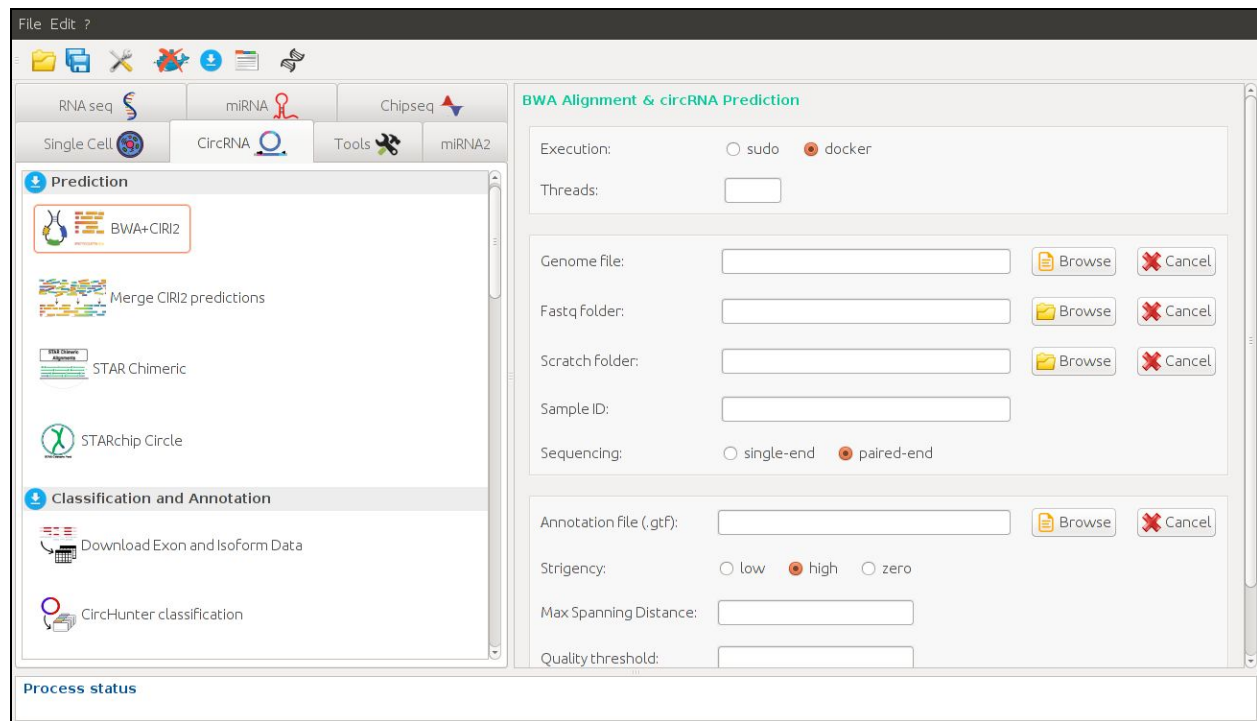 File Edit ?
RNA seq miRNA Chipseq
Single Cell CircRNA Tools miRNA2
Prediction
BWA+CIRI2
Merge CIRI2 predictions
STAR Chimeric
Alignments
STAR Chimeric
STARchip Circle
Classification and Annotation
Download Exon and Isoform Data
CircHunter classification
BWA Alignment & circRNA Prediction
Execution: sudo docker
Threads:
Genome file: Browse Cancel
Fastq folder: Browse Cancel
Scratch folder: Browse Cancel
Sample ID:
Sequencing: single-end paired-end
Annotation file (.gtf): Browse Cancel
Strigency: low high zero
Max Spanning Distance:
Quality threshold:
Process status